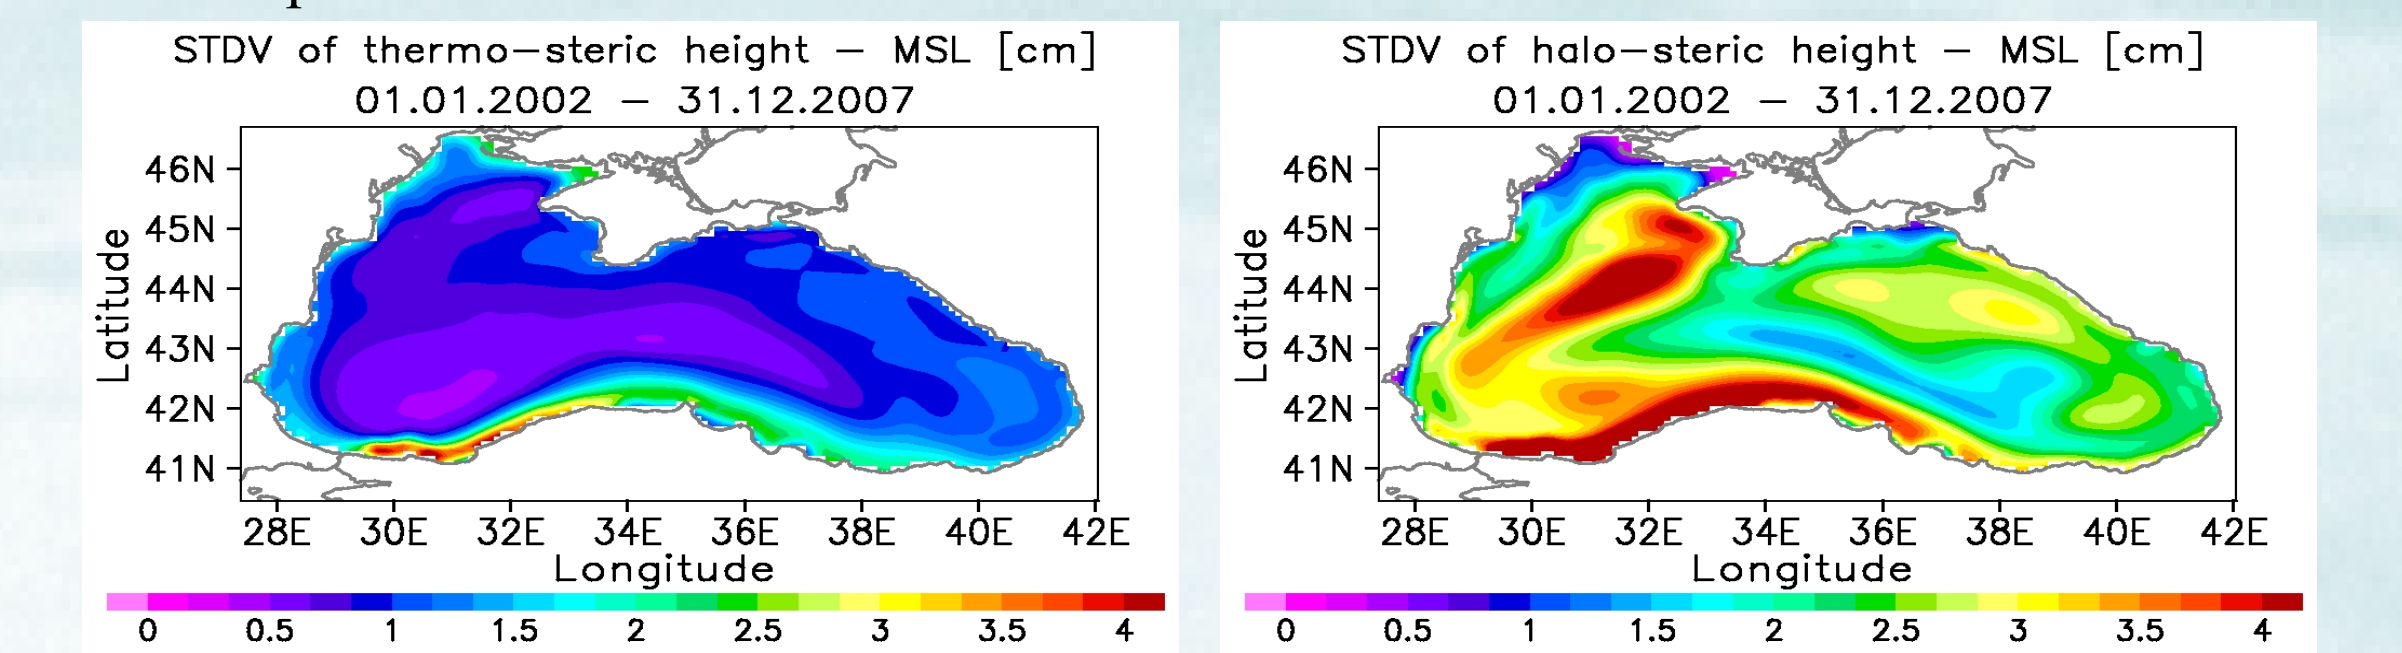 STDV of thermo-steric height - MSL [cm]
01.01.2002 - 31.12.2007
46N
45N
44N
43N
42N
41N
Latitude
28E 30E 32E 34E 36E 38E 40E 42E
Longitude
0 0.5 1 1.5 2 2.5 3 3.5 4
STDV of halo-steric height - MSL [cm]
01.01.2002 - 31.12.2007
46N
45N
44N
43N
42N
41N
Latitude
28E 30E 32E 34E 36E 38E 40E 42E
Longitude
0 0.5 1 1.5 2 2.5 3 3.5 4